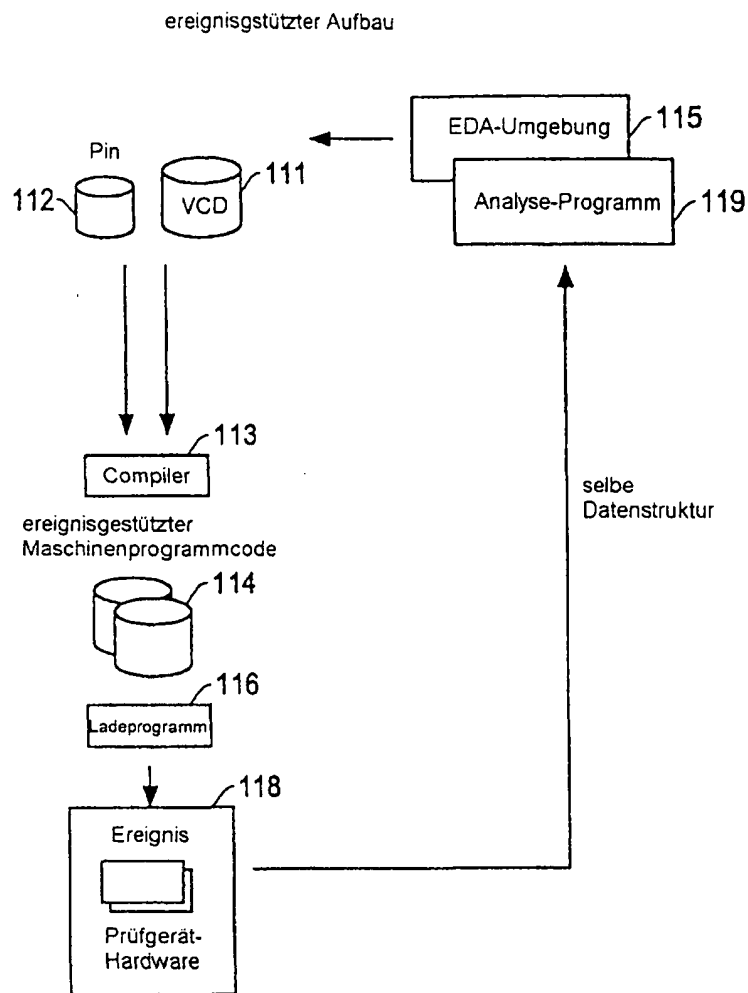 ereignisgstützter Aufbau
EDA-Umgebung
115
Pin
111
112
VCD
Analyse-Programm
119
113
Compiler
selbe
Datenstruktur
ereignisgestützter
Maschinenprogrammcode
114
116
Ladeprogramm
118
Ereignis
Prüfgerät-
Hardware